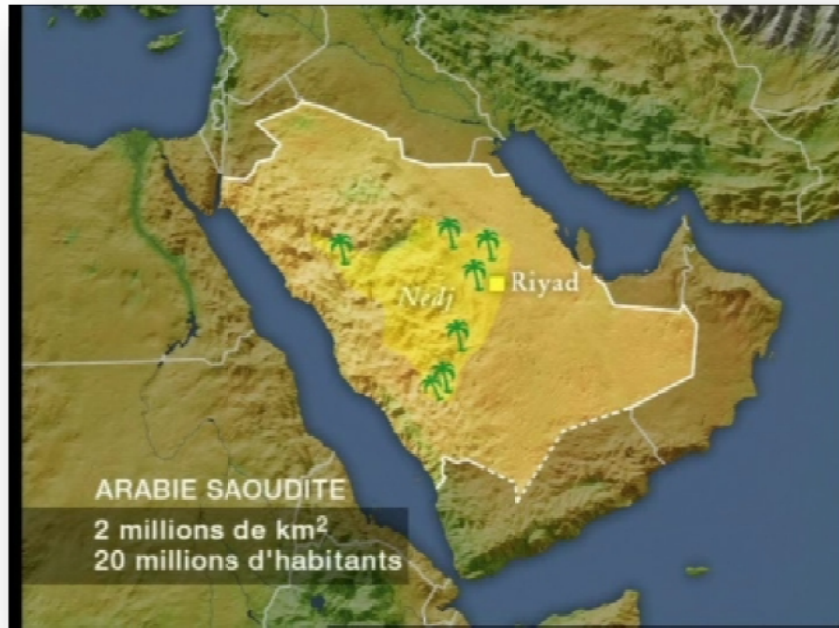 Nedj
Riyad
ARABIE SAOUDITE
2 millions de km²
20 millions d'habitants